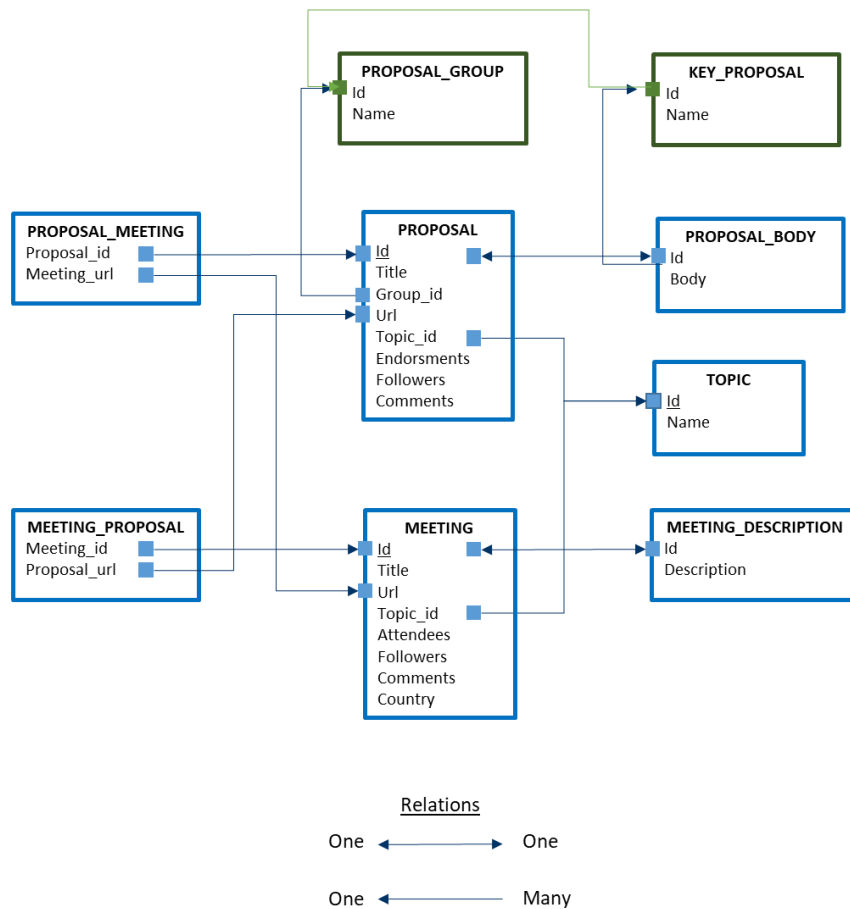 PROPOSAL_GROUP
Id
Name
KEY_PROPOSAL
Id
Name
PROPOSAL_MEETING
Proposal_id
Meeting_url
PROPOSAL
Id
Title
Group_id
Url
Topic_id
Endorsments
Followers
Comments
PROPOSAL_BODY
Id
Body
TOPIC
Id
Name
MEETING_PROPOSAL
Meeting_id
Proposal_url
MEETING
Id
Title
Url
Topic_id
Attendees
Followers
Comments
Country
MEETING_DESCRIPTION
Id
Description
Relations
One One
One Many